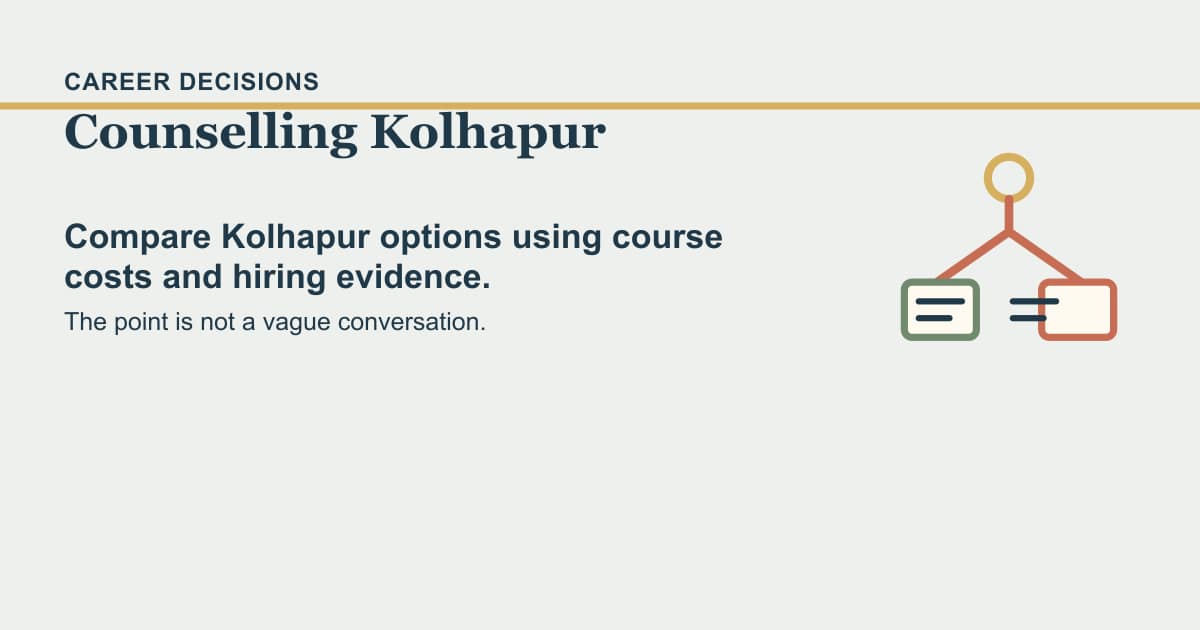 CAREER DECISIONS
Counselling Kolhapur
Compare Kolhapur options using course
costs and hiring evidence.
The point is not a vague conversation.